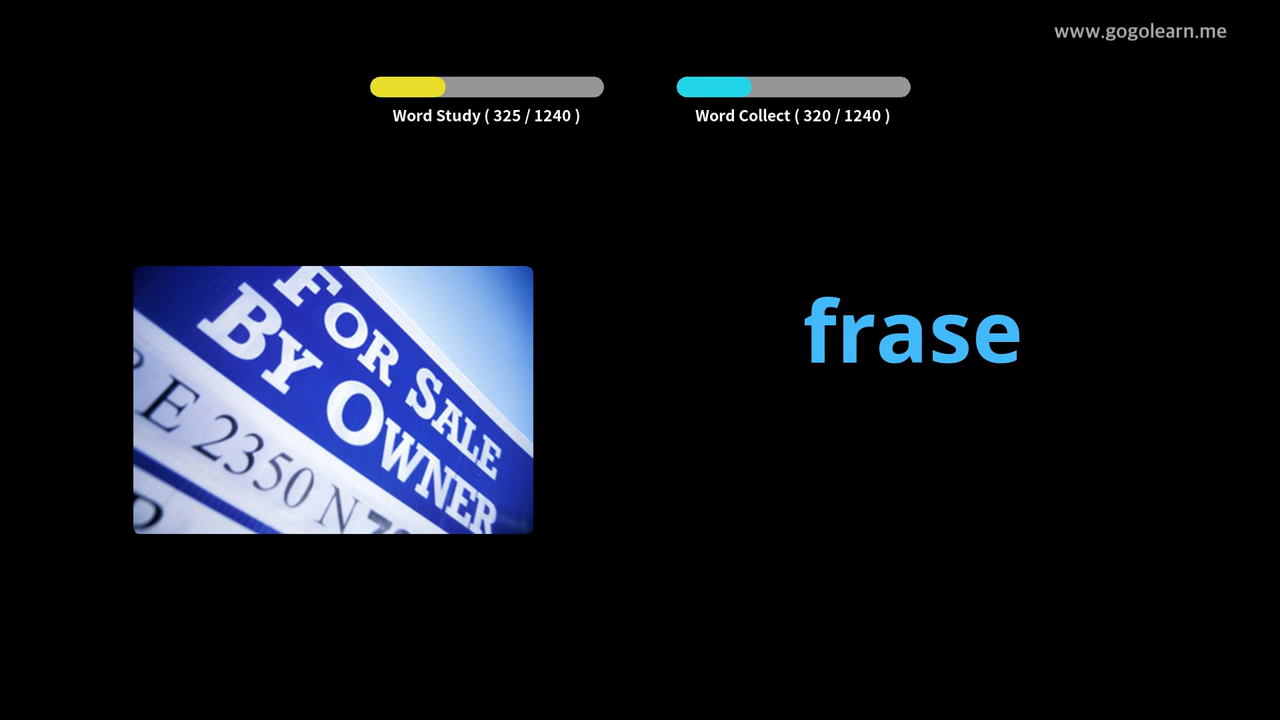 www.gogolearn.me
Word Study ( 325 / 1240 )
Word Collect ( 320 / 1240 )
FOR SALE
BY OWNER
E 2350 N
frase